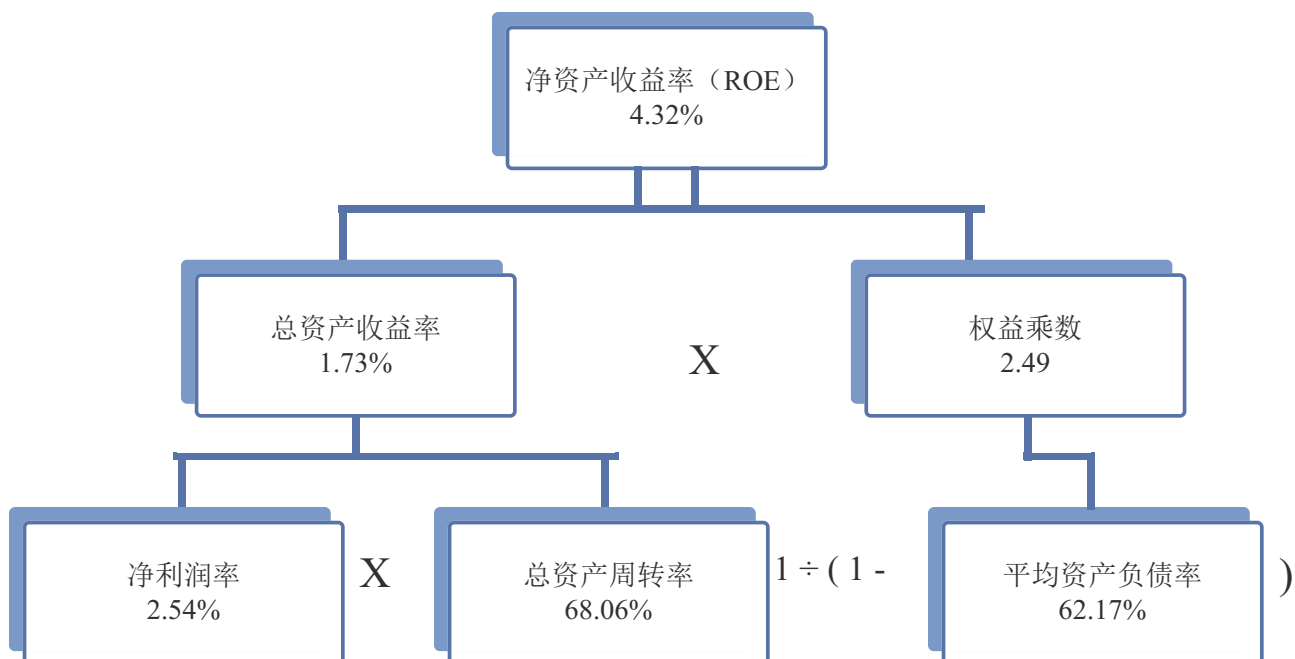 净资产收益率（ROE）
4.32%
总资产收益率
1.73%
X
权益乘数
2.49
净利润率
2.54%
X
总资产周转率
68.06%
1 ÷ ( 1 -
平均资产负债率
62.17%
)